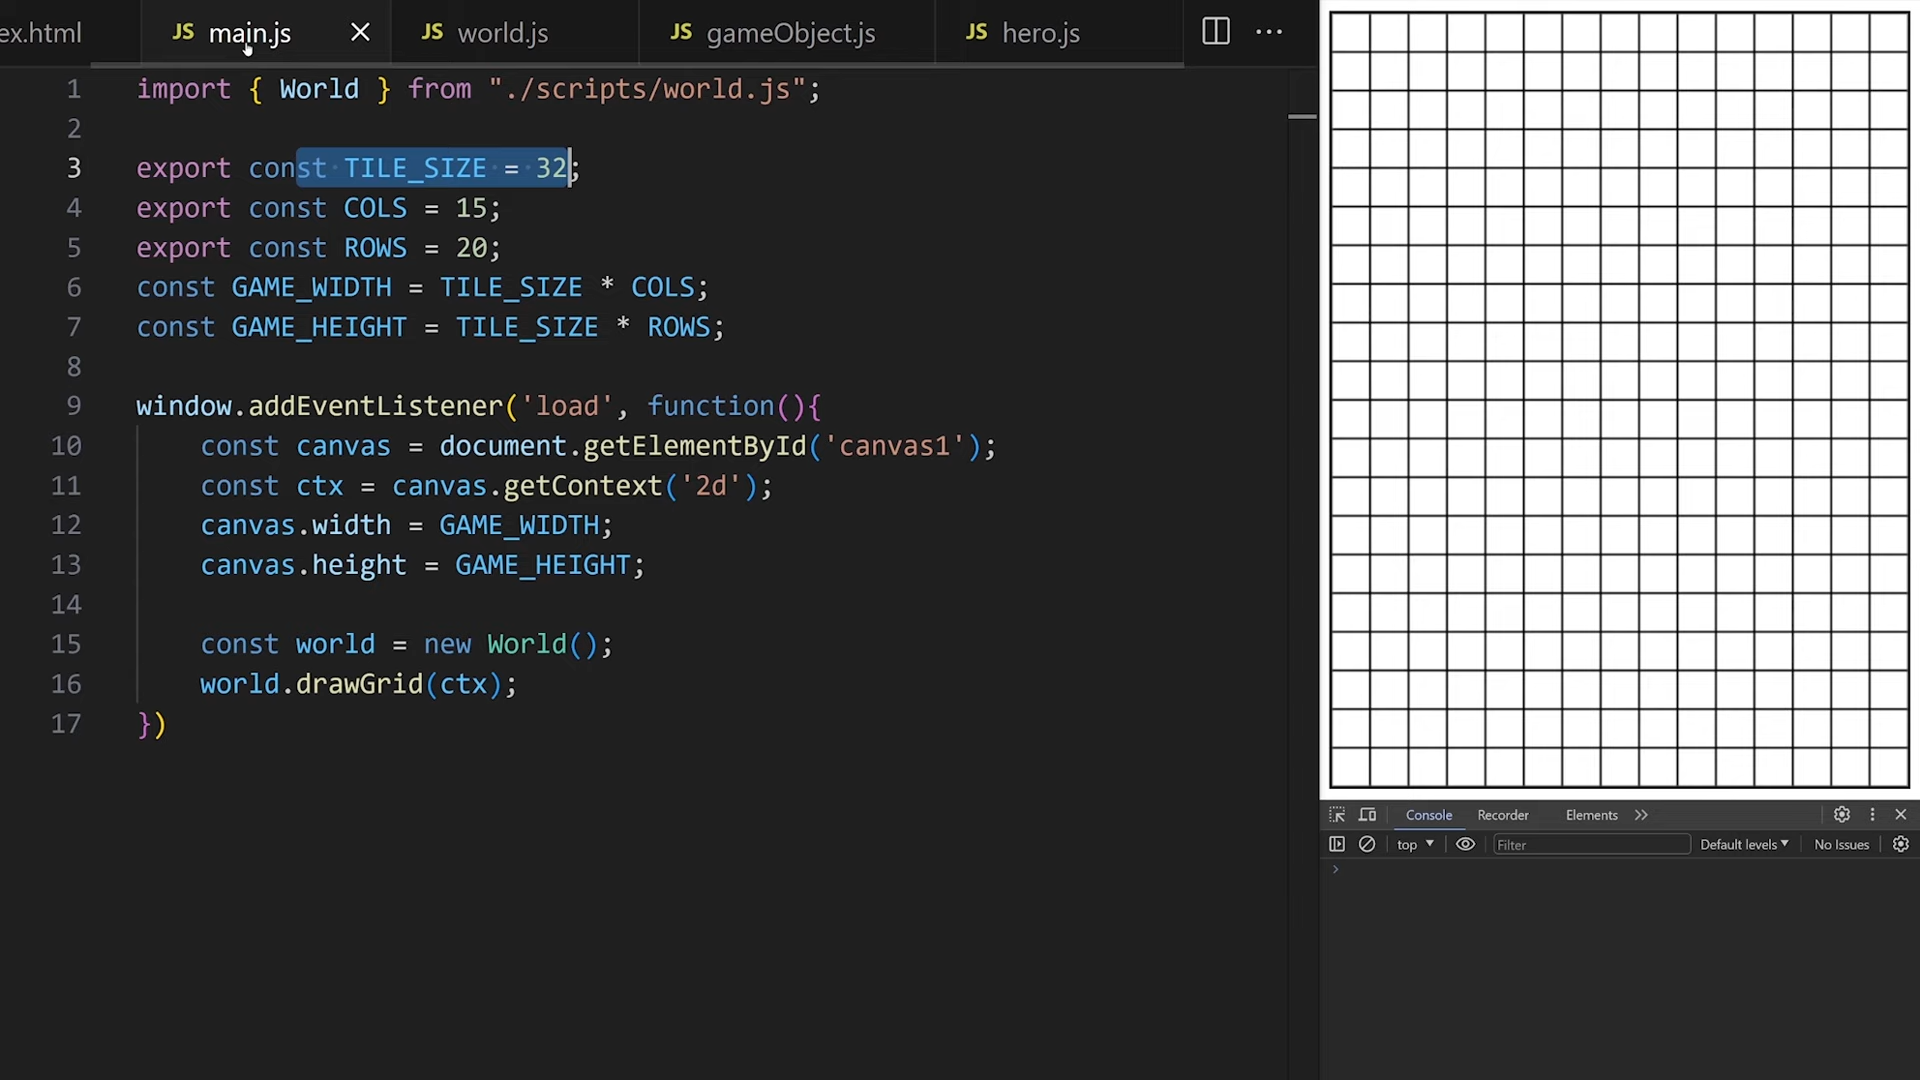 ex.html JS main.js JS world.js JS gameObject.js JS hero.js
1 import { World } from "./scripts/world.js";
2
3 export const TILE_SIZE = 32;
4 export const COLS = 15;
5 export const ROWS = 20;
6 const GAME_WIDTH = TILE_SIZE * COLS;
7 const GAME_HEIGHT = TILE_SIZE * ROWS;
8
9 window.addEventListener('load', function(){
10 const canvas = document.getElementById('canvas1');
11 const ctx = canvas.getContext('2d');
12 canvas.width = GAME_WIDTH;
13 canvas.height = GAME_HEIGHT;
14
15 const world = new World();
16 world.drawGrid(ctx);
17 })
Console Recorder Elements
top Filter Default levels No Issues